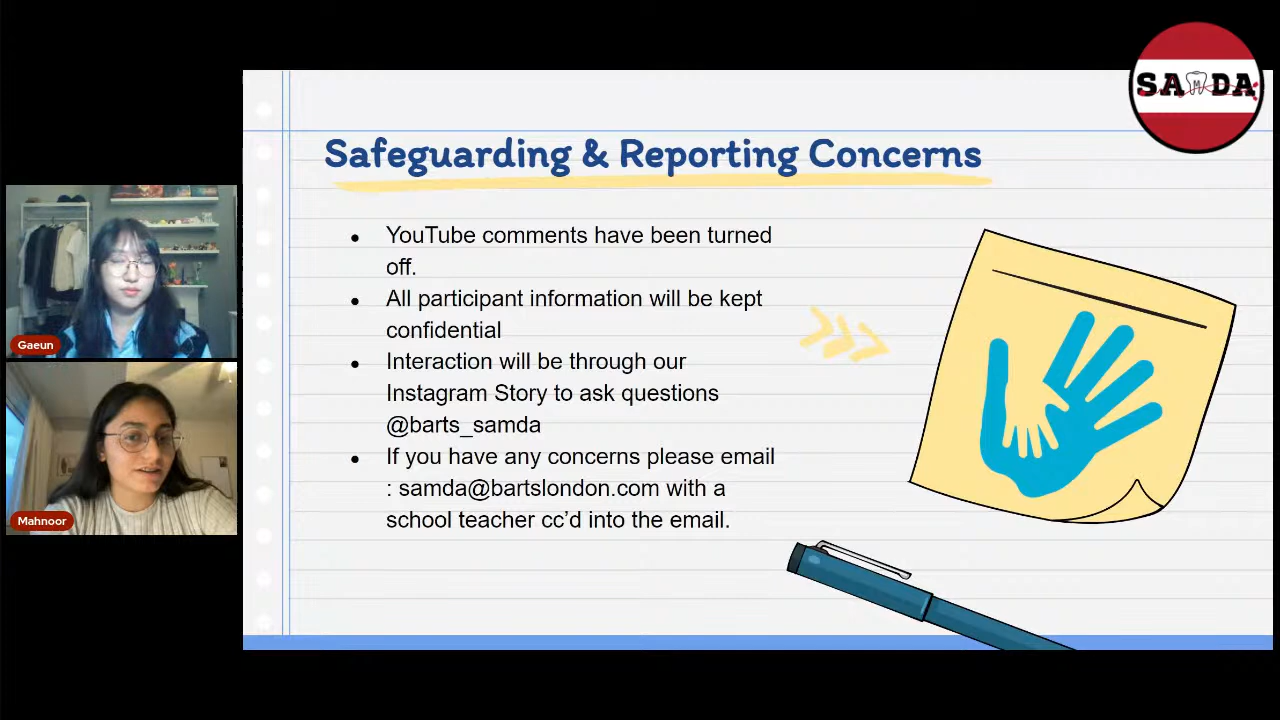 SAMDA
Safeguarding & Reporting Concerns
● YouTube comments have been turned
off.
● All participant information will be kept
confidential
● Interaction will be through our
Instagram Story to ask questions
@barts_samda
● If you have any concerns please email
: samda@bartslondon.com with a
school teacher cc’d into the email.
Gaeun
Mahnoor